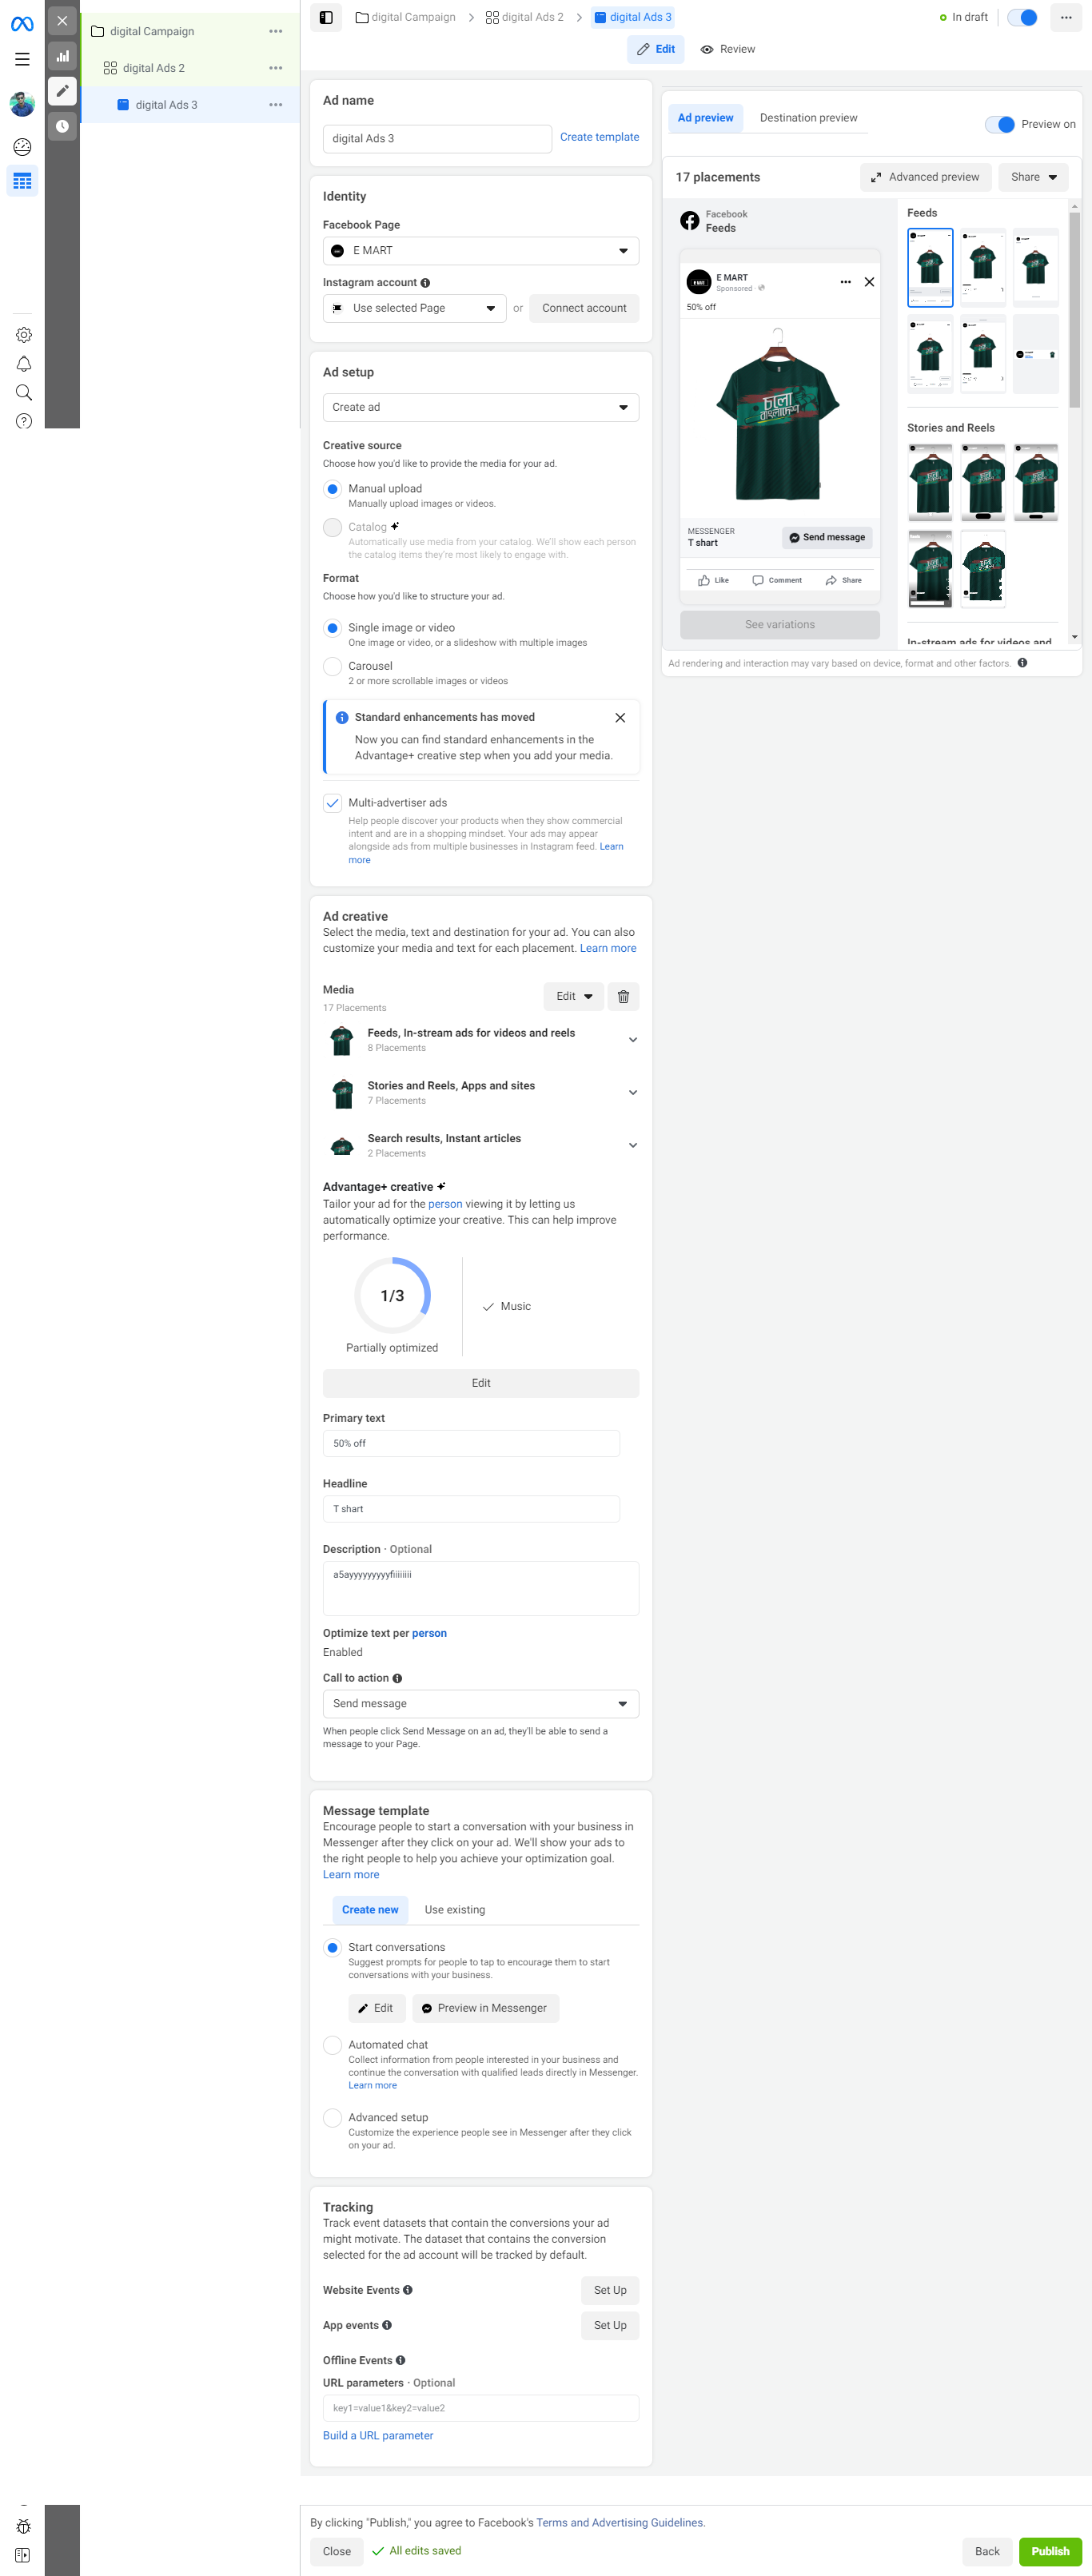 digital Campaign
digital Ads 2
digital Ads 3
digital Campaign
digital Ads 2
digital Ads 3
In draft
Edit
Review
Ad name
digital Ads 3
Create template
Identity
Facebook Page
E MART
Instagram account
Use selected Page
or
Connect account
Ad setup
Create ad
Creative source
Choose how you'd like to provide the media for your ad.
Manual upload
Manually upload images or videos.
Catalog
Automatically use media from your catalog. We'll show each person
the catalog items they're most likely to engage with.
Format
Choose how you'd like to structure your ad.
Single image or video
One image or video, or a slideshow with multiple images
Carousel
2 or more scrollable images or videos
Standard enhancements has moved
Now you can find standard enhancements in the
Advantage+ creative step when you add your media.
Multi-advertiser ads
Help people discover your products when they show commercial
intent and are in a shopping mindset. Your ads may appear
alongside ads from multiple businesses in Instagram feed. Learn
more
Ad creative
Select the media, text and destination for your ad. You can also
customize your media and text for each placement. Learn more
Media
17 Placements
Edit
Feeds, In-stream ads for videos and reels
8 Placements
Stories and Reels, Apps and sites
7 Placements
Search results, Instant articles
2 Placements
Advantage+ creative
Tailor your ad for the person viewing it by letting us
automatically optimize your creative. This can help improve
performance.
1/3
Partially optimized
Music
Edit
Primary text
50% off
Headline
T shart
Description · Optional
a5ayyyyyyyyyfiiiiiiii
Optimize text per person
Enabled
Call to action
Send message
When people click Send Message on an ad, they'll be able to send a
message to your Page.
Message template
Encourage people to start a conversation with your business in
Messenger after they click on your ad. We'll show your ads to
the right people to help you achieve your optimization goal.
Learn more
Create new
Use existing
Start conversations
Suggest prompts for people to tap to encourage them to start
conversations with your business.
Edit
Preview in Messenger
Automated chat
Collect information from people interested in your business and
continue the conversation with qualified leads directly in Messenger.
Learn more
Advanced setup
Customize the experience people see in Messenger after they click
on your ad.
Tracking
Track event datasets that contain the conversions your ad
might motivate. The dataset that contains the conversion
selected for the ad account will be tracked by default.
Website Events
Set Up
App events
Set Up
Offline Events
URL parameters · Optional
key1=value1&key2=value2
Build a URL parameter
Ad preview
Destination preview
Preview on
17 placements
Advanced preview
Share
Facebook
Feeds
E MART
Sponsored ·
50% off
চলো
বাংলাদেশ
MESSENGER
T shart
Send message
Like
Comment
Share
See variations
Feeds
Stories and Reels
In-stream ads for videos and
Ad rendering and interaction may vary based on device, format and other factors.
By clicking "Publish," you agree to Facebook's Terms and Advertising Guidelines.
Close
All edits saved
Back
Publish